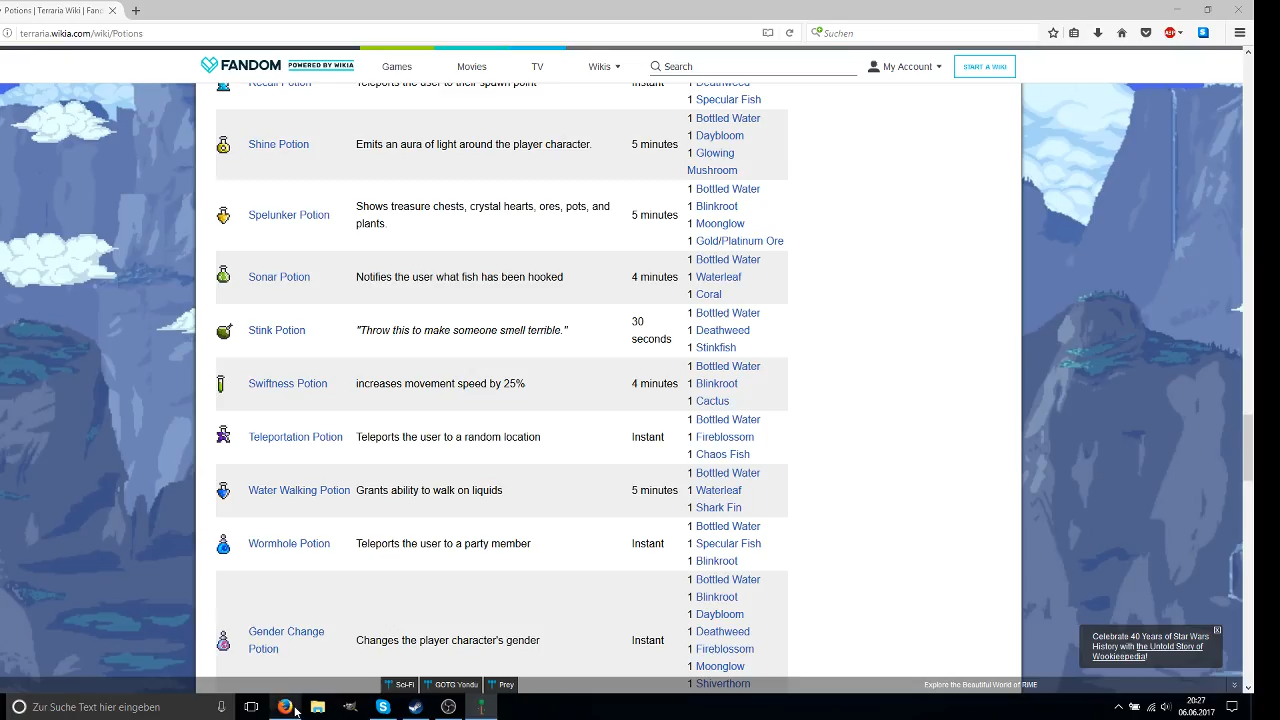 Potions | Terraria Wiki | Fan
terraria.wikia.com/wiki/Potions
Suchen
ABP
FANDOM POWERED BY WIKIA
Games Movies TV Wikis Search My Account START A WIKI
Recall Potion Teleports the user to their spawn point Instant 1 Deathweed
1 Specular Fish
Shine Potion Emits an aura of light around the player character. 5 minutes 1 Bottled Water
1 Daybloom
1 Glowing
Mushroom
Spelunker Potion Shows treasure chests, crystal hearts, ores, pots, and
plants. 5 minutes 1 Bottled Water
1 Blinkroot
1 Moonglow
1 Gold/Platinum Ore
Sonar Potion Notifies the user what fish has been hooked 4 minutes 1 Bottled Water
1 Waterleaf
1 Coral
Stink Potion "Throw this to make someone smell terrible." 30
seconds 1 Bottled Water
1 Deathweed
1 Stinkfish
Swiftness Potion increases movement speed by 25% 4 minutes 1 Bottled Water
1 Blinkroot
1 Cactus
Teleportation Potion Teleports the user to a random location Instant 1 Bottled Water
1 Fireblossom
1 Chaos Fish
Water Walking Potion Grants ability to walk on liquids 5 minutes 1 Bottled Water
1 Waterleaf
1 Shark Fin
Wormhole Potion Teleports the user to a party member Instant 1 Bottled Water
1 Specular Fish
1 Blinkroot
Gender Change
Potion Changes the player character's gender Instant 1 Bottled Water
1 Blinkroot
1 Daybloom
1 Deathweed
1 Fireblossom
1 Moonglow
1 Shiverthorn
Celebrate 40 Years of Star Wars
History with the Untold Story of
Wookieepedia!
Sci-Fi GOTG Yondu Prey Explore the Beautiful World of RiME
Zur Suche Text hier eingeben
20:27
06.06.2017